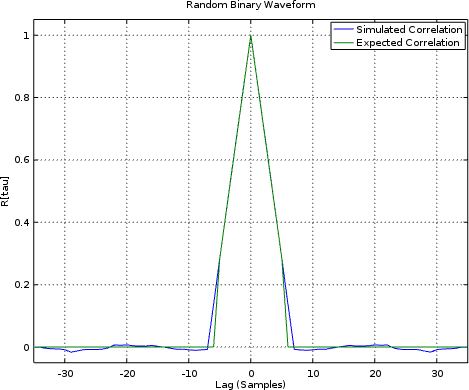 Random Binary Waveform
Simulated Correlation
Expected Correlation
1
0.8
0.6
0.4
0.2
0
R[tau]
-30
-20
-10
0
10
20
30
Lag (Samples)